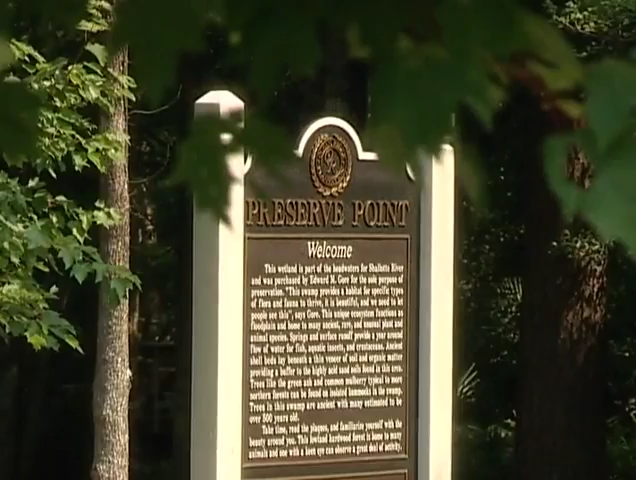 PRESERVE POINT
Welcome
This wetland is part of the headwaters for Shallotte River
and was purchased by Edward M. Gore for the sole purpose of
preservation. "This swamp provides a habitat for specific types
of flora and fauna to thrive, it is beautiful, and we need to let
people see this", says Gore. This unique ecosystem functions as
floodplain and home to many ancient, rare, and unusual plant and
animal species. Springs and surface runoff provide a year around
flow of water for fish, aquatic insects, and crustaceans. Ancient
shell beds lay beneath a thin veneer of soil and organic matter
providing a buffer to the highly acid sand soils found in this area.
Trees like the green ash and common mulberry typical to more
northern forests can be found on isolated hummocks in the swamp.
Trees in this swamp are ancient with many estimated to be
over 500 years old.
Take time, read the plaques, and familiarize yourself with the
beauty around you. This lowland hardwood forest is home to many
animals and one with a keen eye can observe a great deal of activity.